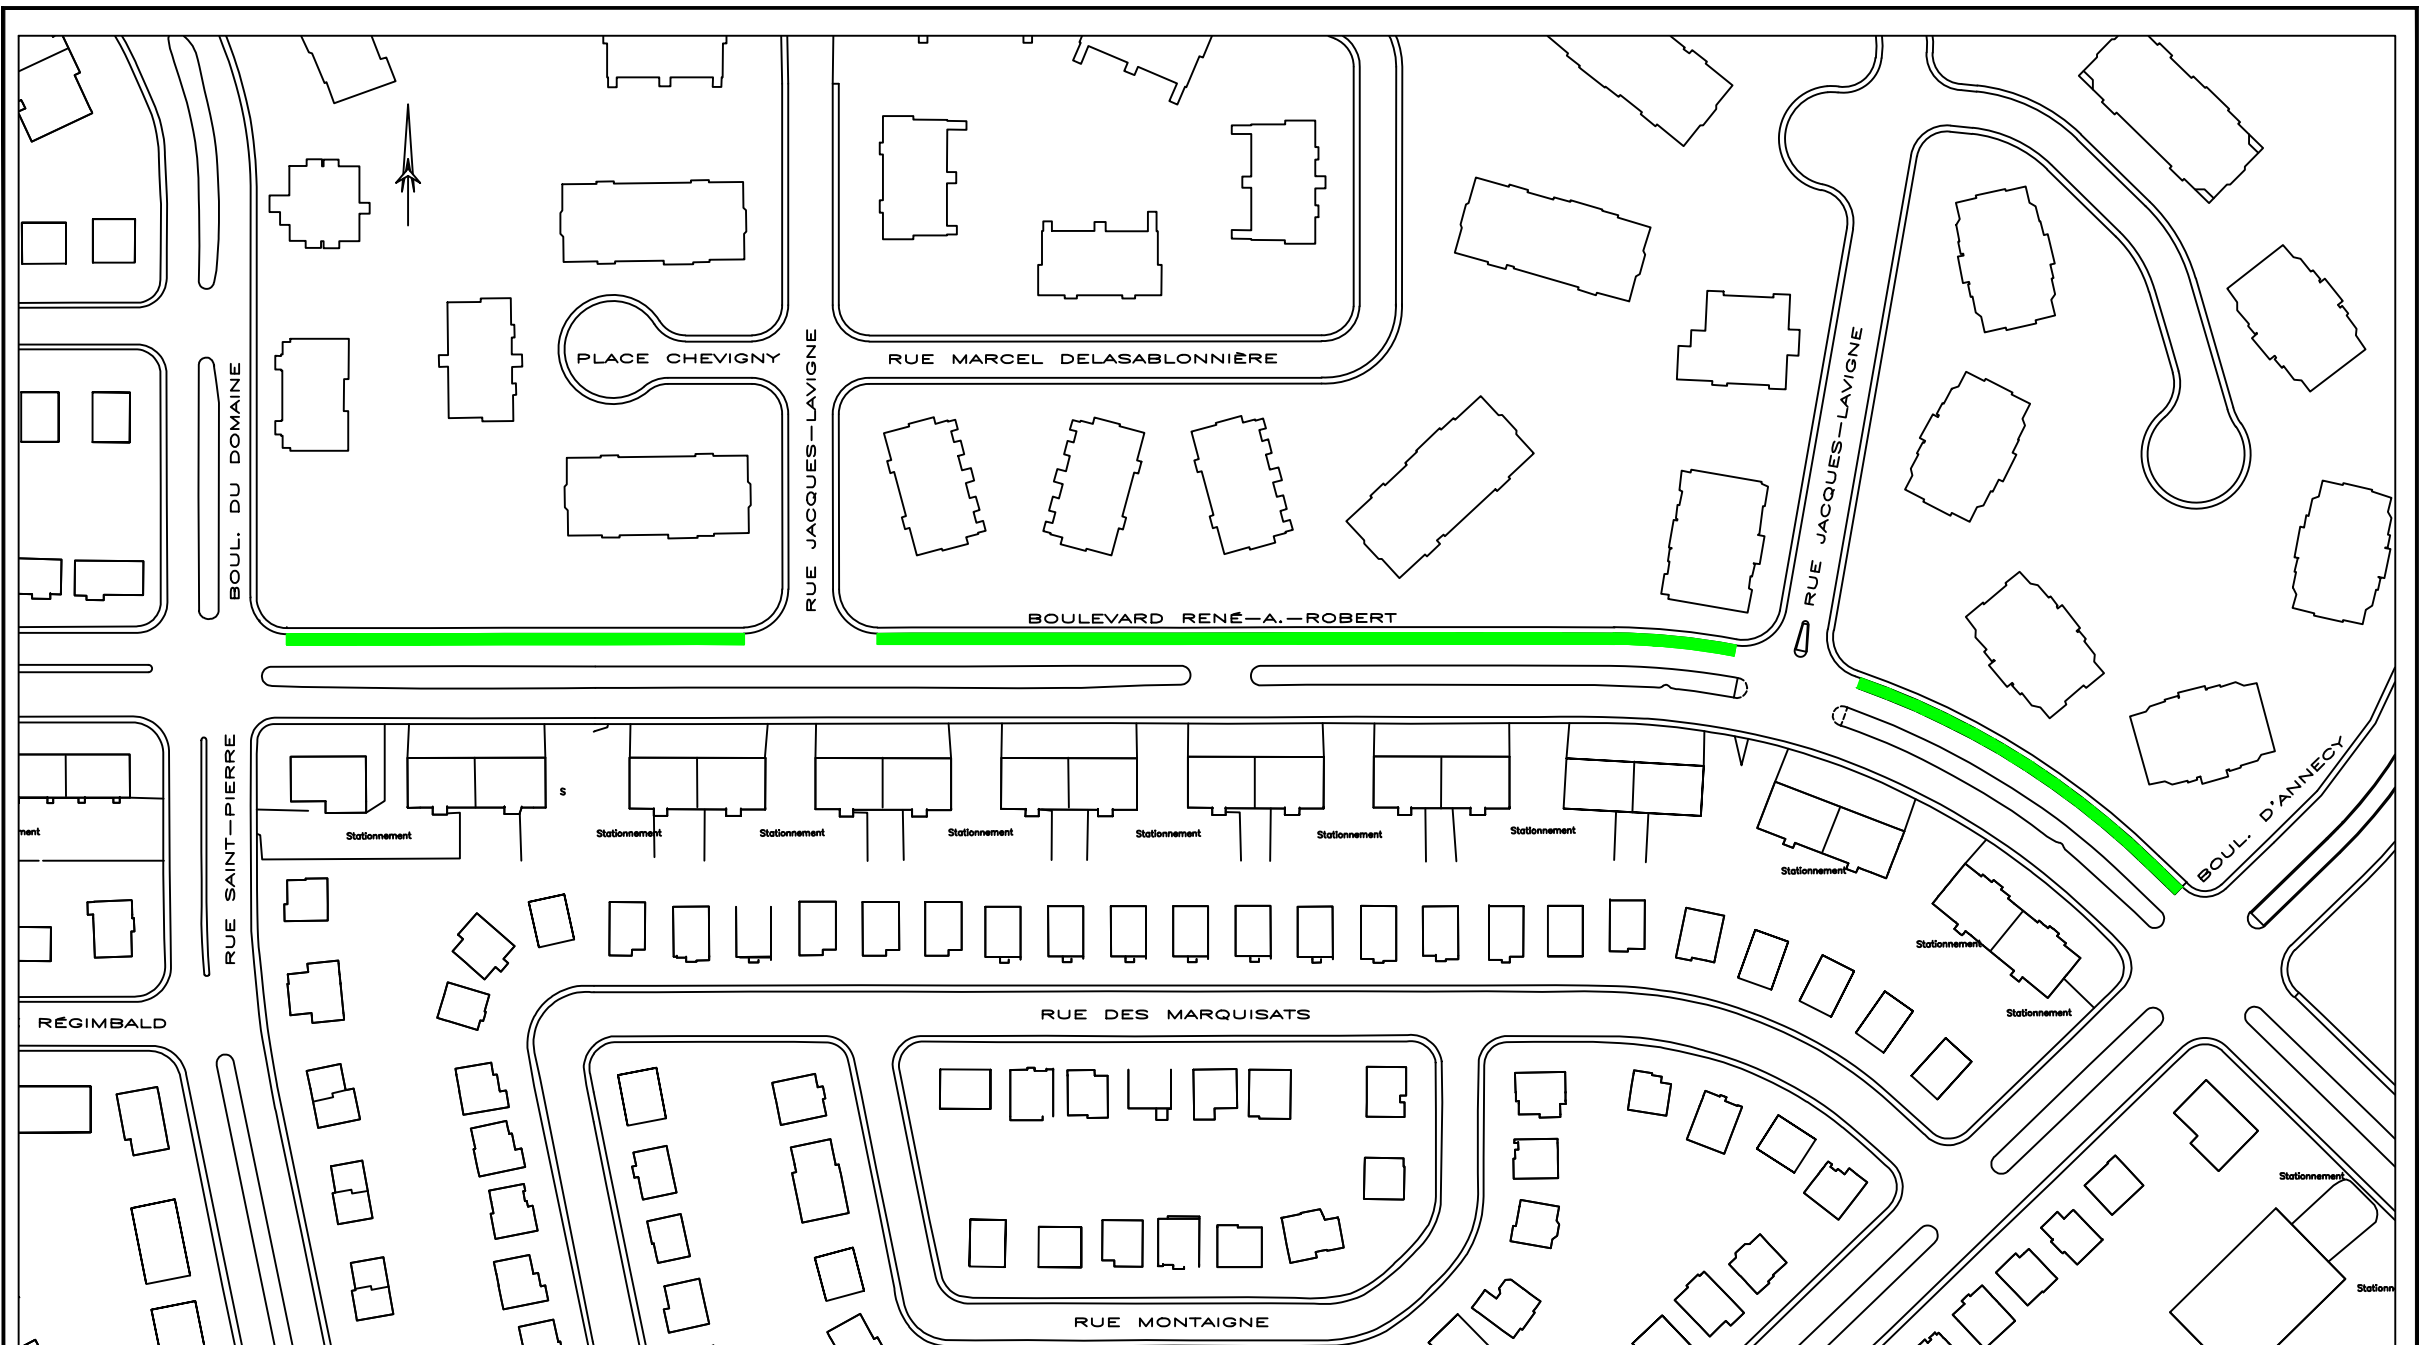 PLACE CHEVIGNY
RUE MARCEL DELASABLONNIÈRE
BOUL. DU DOMAINE
RUE JACQUES-LAVIGNE
RUE JACQUES-LAVIGNE
BOULEVARD RENÉ-A.-ROBERT
BOUL. D'ANNECY
RUE SAINT-PIERRE
S
ment
Stationnement
Stationnement
Stationnement
Stationnement
Stationnement
Stationnement
Stationnement
Stationnement
Stationnement
Stationnement
RÉGIMBALD
RUE DES MARQUISATS
Stationnement
Stationn
RUE MONTAIGNE